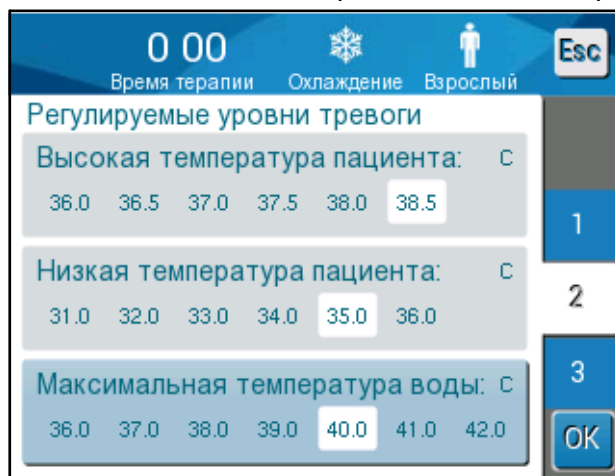 0 00
Esc
Время терапии Охлаждение Взрослый
Регулируемые уровни тревоги
Высокая температура пациента: C
36.0 36.5 37.0 37.5 38.0 38.5
1
Низкая температура пациента: C
31.0 32.0 33.0 34.0 35.0 36.0
2
Максимальная температура воды: C
36.0 37.0 38.0 39.0 40.0 41.0 42.0
3
OK